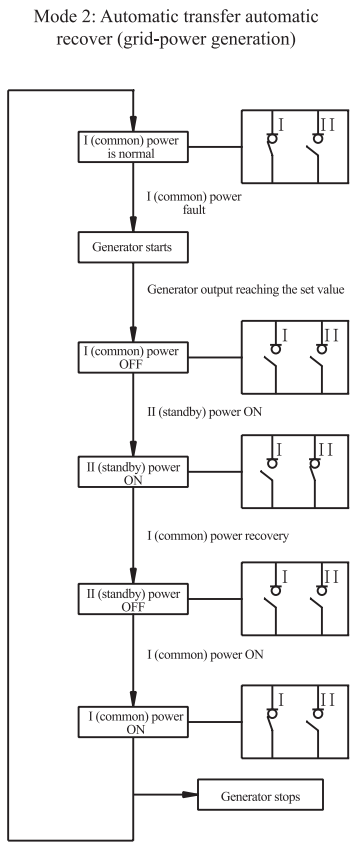 Mode 2: Automatic transfer automatic
recover (grid-power generation)
I (common) power
is normal
I II
I (common) power
fault
Generator starts
Generator output reaching the set value
I (common) power
OFF
I II
II (standby) power ON
II (standby) power
ON
I II
I (common) power recovery
II (standby) power
OFF
I II
I (common) power ON
I (common) power
ON
I II
Generator stops